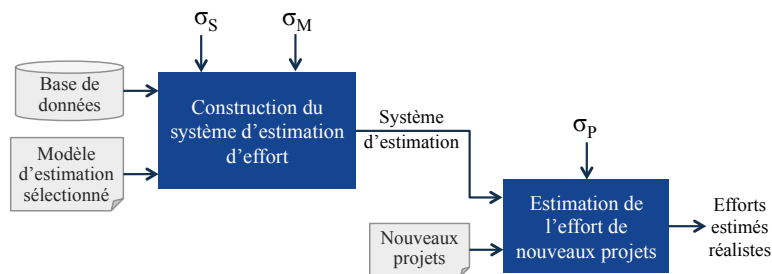 σS
σM
Base de
données
Construction du
système d'estimation
d'effort
Modèle
d'estimation
sélectionné
Système
d'estimation
σP
Estimation de
l'effort de
nouveaux projets
Nouveaux
projets
Efforts
estimés
réalistes